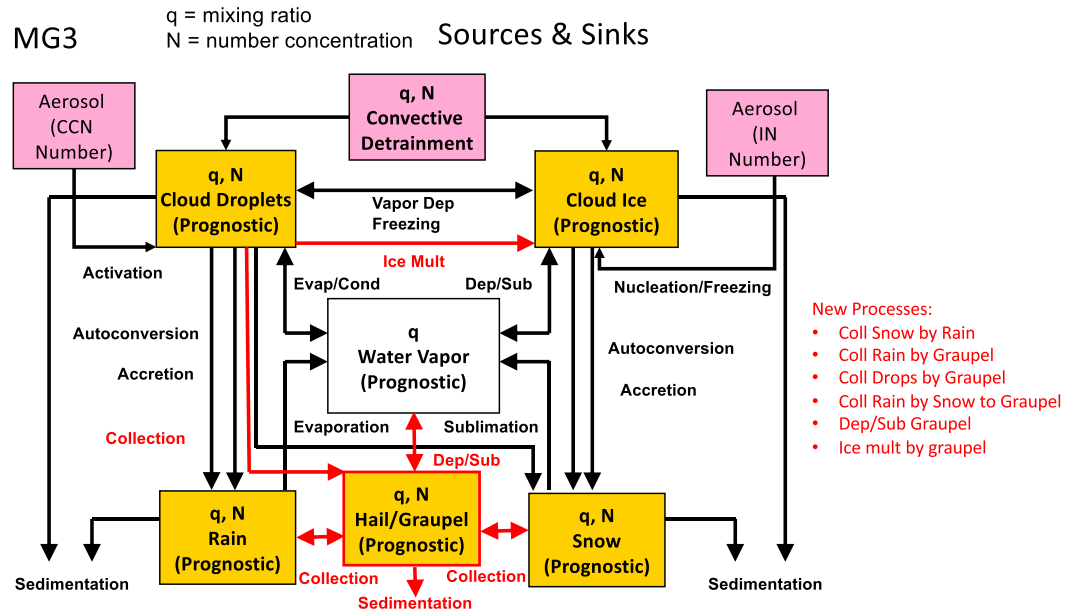 MG3
q = mixing ratio
N = number concentration
Sources & Sinks
Aerosol
(CCN
Number)
q, N
Convective
Detrainment
Aerosol
(IN
Number)
q, N
Cloud Droplets
(Prognostic)
Vapor Dep
Freezing
q, N
Cloud Ice
(Prognostic)
Ice Mult
Activation
Evap/Cond
Dep/Sub
Nucleation/Freezing
q
Water Vapor
(Prognostic)
Autoconversion
Accretion
Collection
Autoconversion
Accretion
New Processes:
• Coll Snow by Rain
• Coll Rain by Graupel
• Coll Drops by Graupel
• Coll Rain by Snow to Graupel
• Dep/Sub Graupel
• Ice mult by graupel
Evaporation
Sublimation
Dep/Sub
q, N
Rain
(Prognostic)
q, N
Hail/Graupel
(Prognostic)
q, N
Snow
(Prognostic)
Sedimentation
Collection
Collection
Sedimentation
Sedimentation